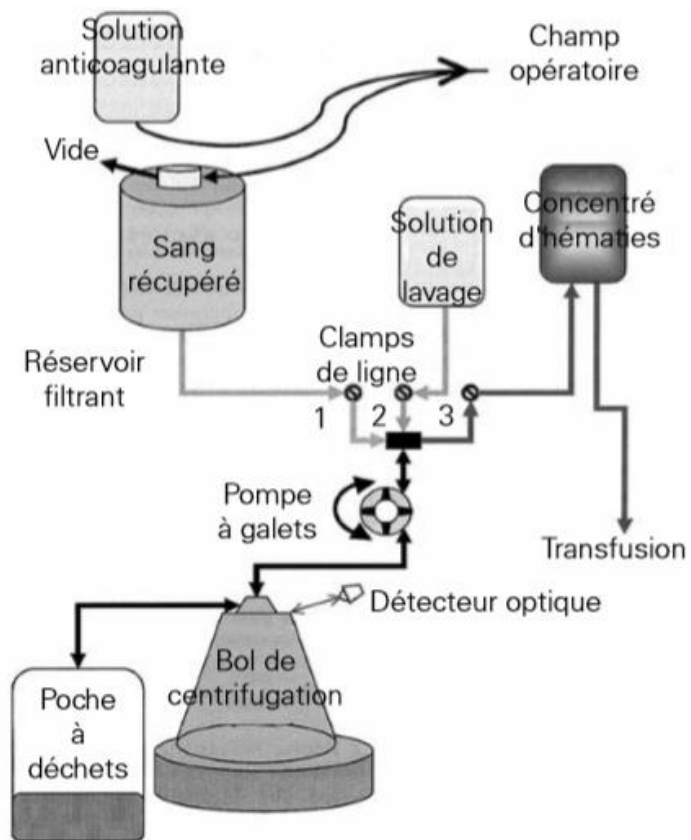 Solution
anticoagulante
Champ
opératoire
Vide
Sang
récupéré
Solution
de
lavage
Concentré
d'hématies
Réservoir
filtrant
Clamps
de ligne
1
2
3
Pompe
à galets
Transfusion
Détecteur optique
Bol de
centrifugation
Poche
à
déchets